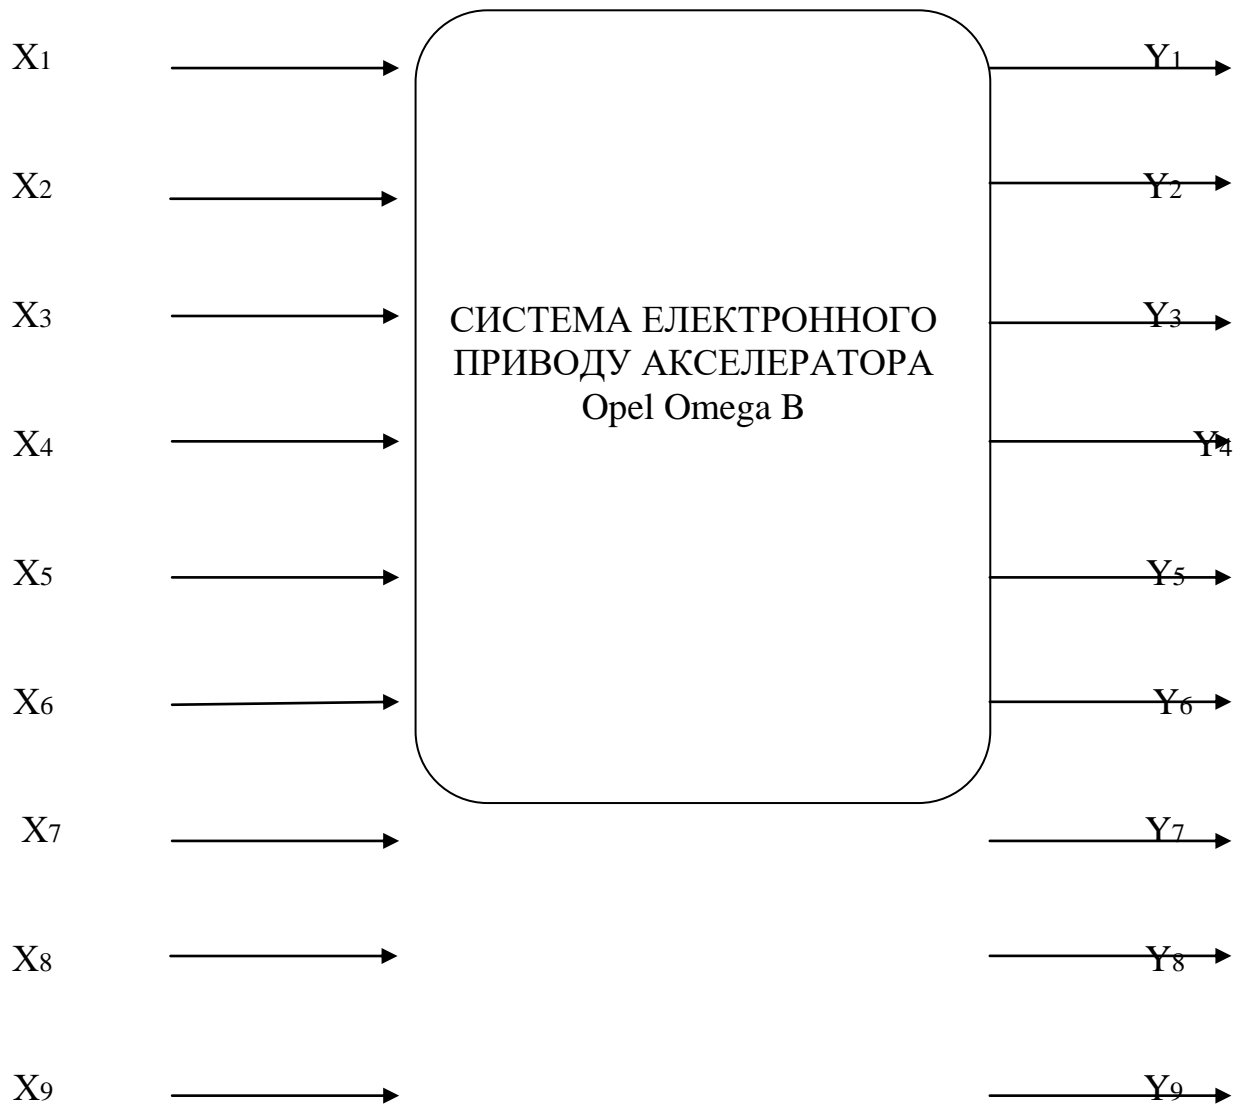 X1
Y1
X2
Y2
X3
Y3
СИСТЕМА ЕЛЕКТРОННОГО
ПРИВОДУ АКСЕЛЕРАТОРА
Opel Omega B
X4
Y4
X5
Y5
X6
Y6
X7
Y7
X8
Y8
X9
Y9